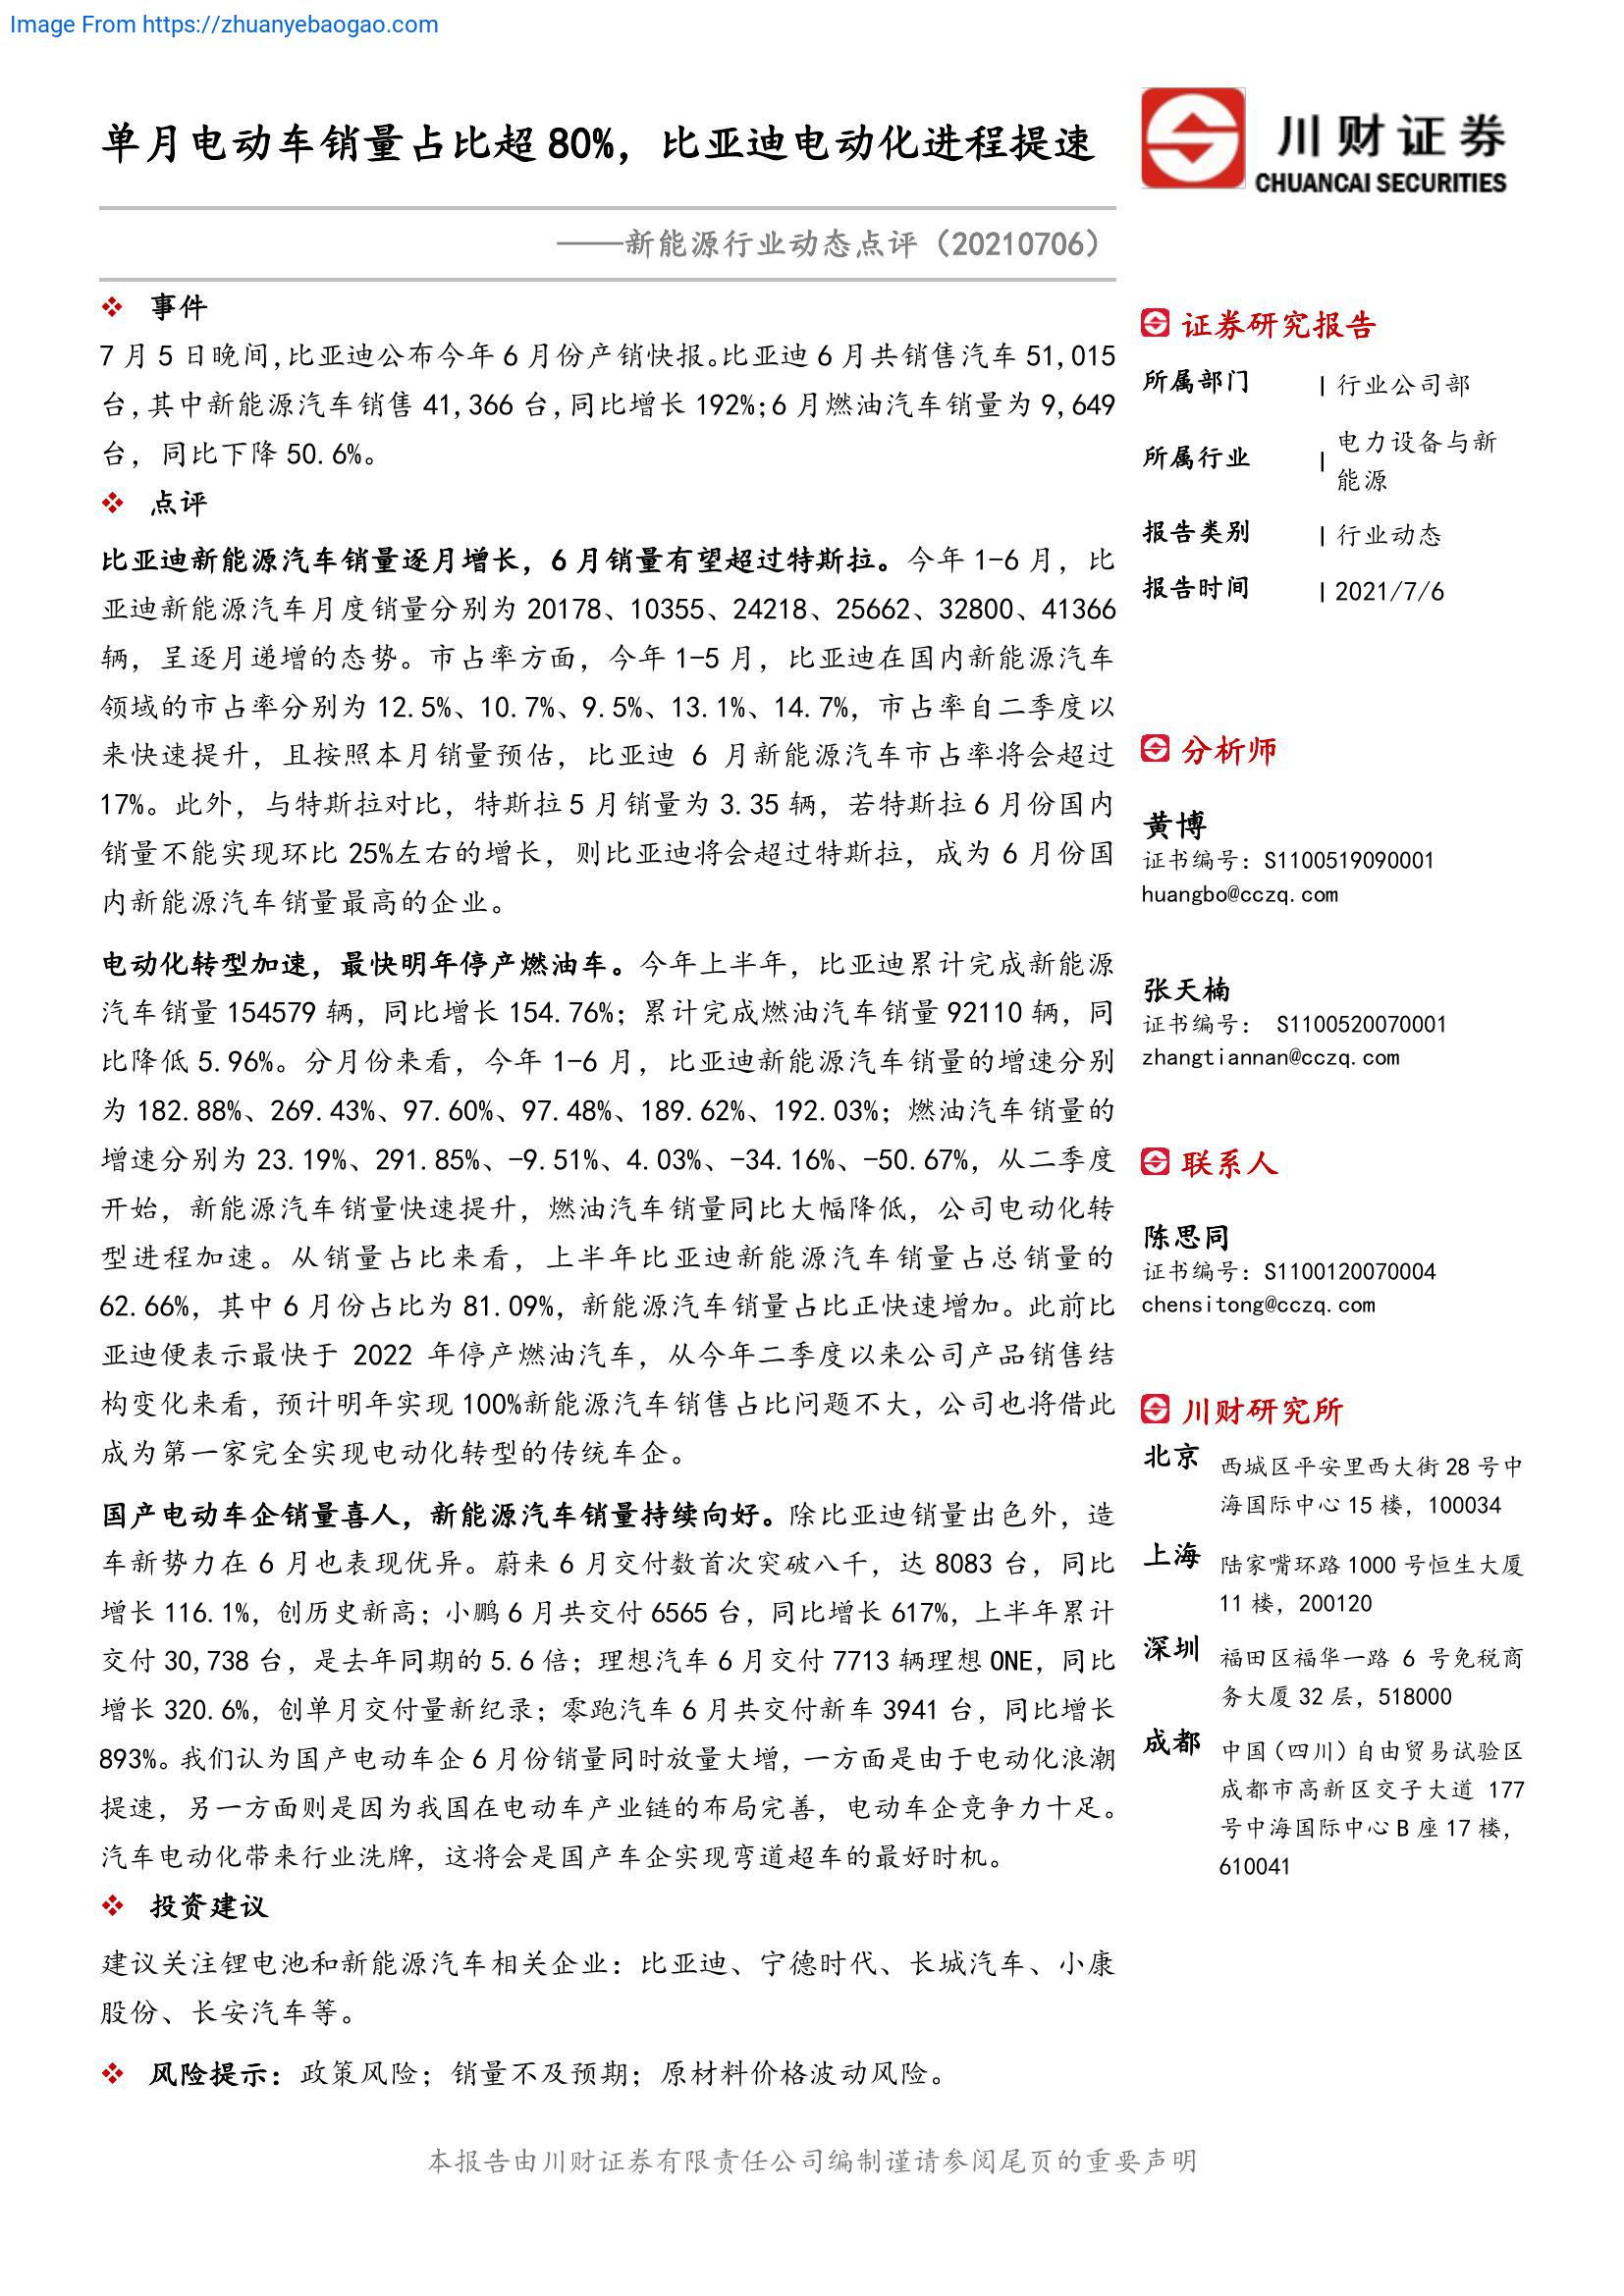 Image From https://zhuanyebaogao.com
单月电动车销量占比超 80%，比亚迪电动化进程提速
川财证券
CHUANCAI SECURITIES
——新能源行业动态点评（20210706）
❖ 事件
7 月 5 日晚间,比亚迪公布今年 6 月份产销快报。比亚迪 6 月共销售汽车 51,015
台,其中新能源汽车销售 41,366 台,同比增长 192%;6 月燃油汽车销量为 9,649
台，同比下降 50.6%。
❖ 点评
比亚迪新能源汽车销量逐月增长，6 月销量有望超过特斯拉。今年 1-6 月，比
亚迪新能源汽车月度销量分别为 20178、10355、24218、25662、32800、41366
辆，呈逐月递增的态势。市占率方面，今年 1-5 月，比亚迪在国内新能源汽车
领域的市占率分别为 12.5%、10.7%、9.5%、13.1%、14.7%，市占率自二季度以
来快速提升，且按照本月销量预估，比亚迪 6 月新能源汽车市占率将会超过
17%。此外，与特斯拉对比，特斯拉 5 月销量为 3.35 辆，若特斯拉 6 月份国内
销量不能实现环比 25%左右的增长，则比亚迪将会超过特斯拉，成为 6 月份国
内新能源汽车销量最高的企业。
电动化转型加速，最快明年停产燃油车。今年上半年，比亚迪累计完成新能源
汽车销量 154579 辆，同比增长 154.76%；累计完成燃油汽车销量 92110 辆，同
比降低 5.96%。分月份来看，今年 1-6 月，比亚迪新能源汽车销量的增速分别
为 182.88%、269.43%、97.60%、97.48%、189.62%、192.03%；燃油汽车销量的
增速分别为 23.19%、291.85%、-9.51%、4.03%、-34.16%、-50.67%，从二季度
开始，新能源汽车销量快速提升，燃油汽车销量同比大幅降低，公司电动化转
型进程加速。从销量占比来看，上半年比亚迪新能源汽车销量占总销量的
62.66%，其中 6 月份占比为 81.09%，新能源汽车销量占比正快速增加。此前比
亚迪便表示最快于 2022 年停产燃油汽车，从今年二季度以来公司产品销售结
构变化来看，预计明年实现 100%新能源汽车销售占比问题不大，公司也将借此
成为第一家完全实现电动化转型的传统车企。
国产电动车企销量喜人，新能源汽车销量持续向好。除比亚迪销量出色外，造
车新势力在 6 月也表现优异。蔚来 6 月交付数首次突破八千，达 8083 台，同比
增长 116.1%，创历史新高；小鹏 6 月共交付 6565 台，同比增长 617%，上半年累计
交付 30,738 台，是去年同期的 5.6 倍；理想汽车 6 月交付 7713 辆理想 ONE，同比
增长 320.6%，创单月交付量新纪录；零跑汽车 6 月共交付新车 3941 台，同比增长
893%。我们认为国产电动车企 6 月份销量同时放量大增，一方面是由于电动化浪潮
提速，另一方面则是因为我国在电动车产业链的布局完善，电动车企竞争力十足。
汽车电动化带来行业洗牌，这将会是国产车企实现弯道超车的最好时机。
❖ 投资建议
建议关注锂电池和新能源汽车相关企业：比亚迪、宁德时代、长城汽车、小康
股份、长安汽车等。
❖ 风险提示：政策风险；销量不及预期；原材料价格波动风险。
证券研究报告
所属部门 | 行业公司部
所属行业 | 电力设备与新
能源
报告类别 | 行业动态
报告时间 | 2021/7/6
分析师
黄博
证书编号：S1100519090001
huangbo@cczq.com
张天楠
证书编号： S1100520070001
zhangtiannan@cczq.com
联系人
陈思同
证书编号：S1100120070004
chensitong@cczq.com
川财研究所
北京 西城区平安里西大街 28 号中
海国际中心 15 楼，100034
上海 陆家嘴环路 1000 号恒生大厦
11 楼，200120
深圳 福田区福华一路 6 号免税商
务大厦 32 层，518000
成都 中国（四川）自由贸易试验区
成都市高新区交子大道 177
号中海国际中心 B 座 17 楼，
610041
本报告由川财证券有限责任公司编制谨请参阅尾页的重要声明